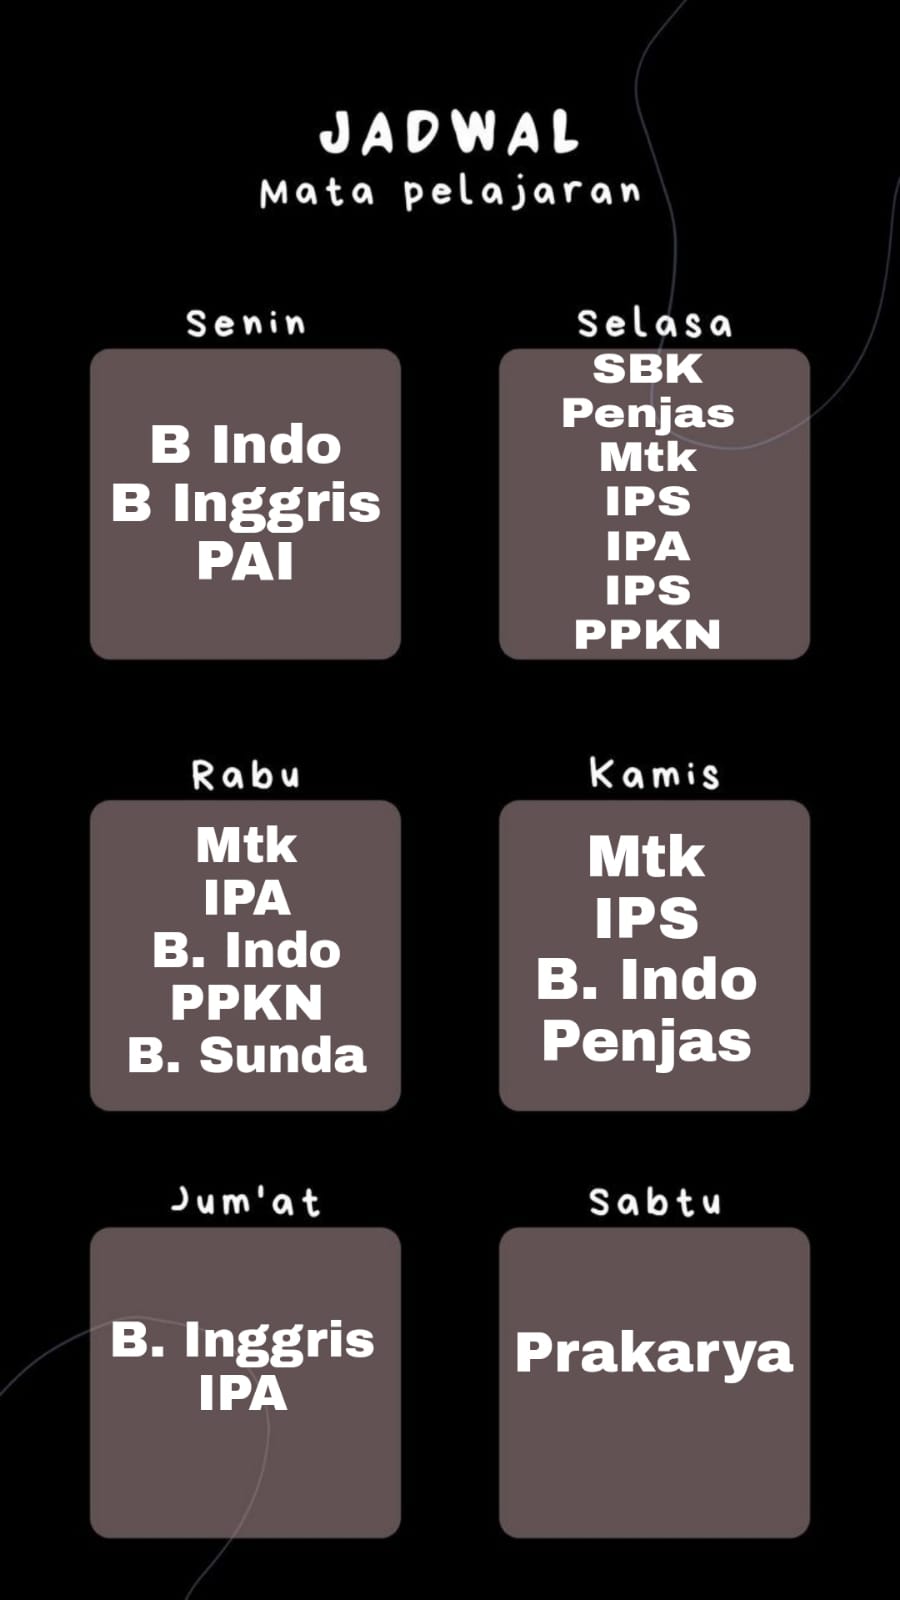 JADWAL
Mata pelajaran
Senin
B Indo
B Inggris
PAI
Selasa
SBK
Penjas
Mtk
IPS
IPA
IPS
PPKN
Rabu
Mtk
IPA
B. Indo
PPKN
B. Sunda
Kamis
Mtk
IPS
B. Indo
Penjas
Jum'at
B. Inggris
IPA
Sabtu
Prakarya